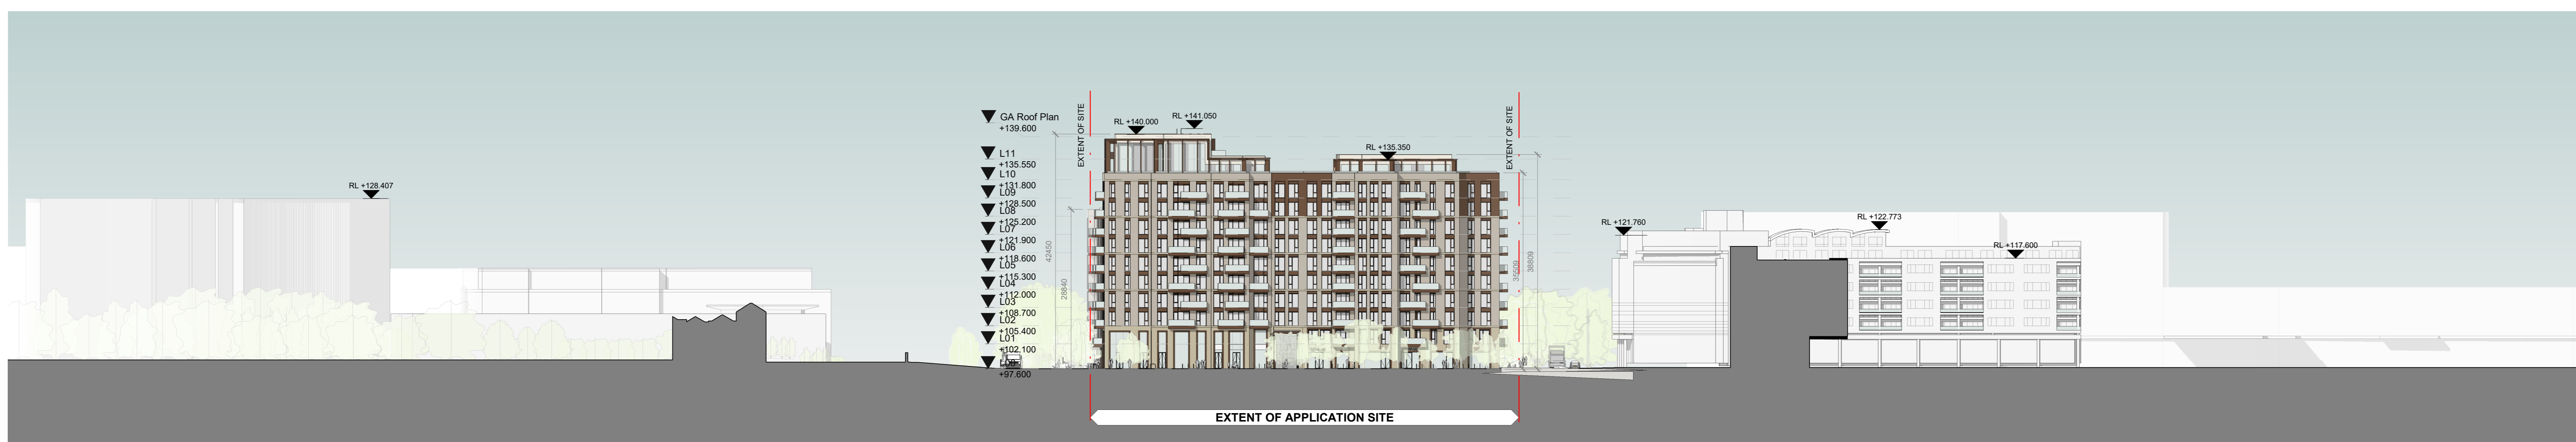 RL +128.407
GA Roof Plan
+139.600
L11
+135.550
L10
+131.800
L09
+128.500
L08
+125.200
L07
+121.900
L06
+118.600
L05
+115.300
L04
+112.000
L03
+108.700
L02
+105.400
L01
+102.100
+97.600
42450
28840
EXTENT OF SITE
RL +140.000
RL +141.050
RL +135.350
EXTENT OF SITE
35509
38809
RL +121.760
RL +122.773
RL +117.600
EXTENT OF APPLICATION SITE